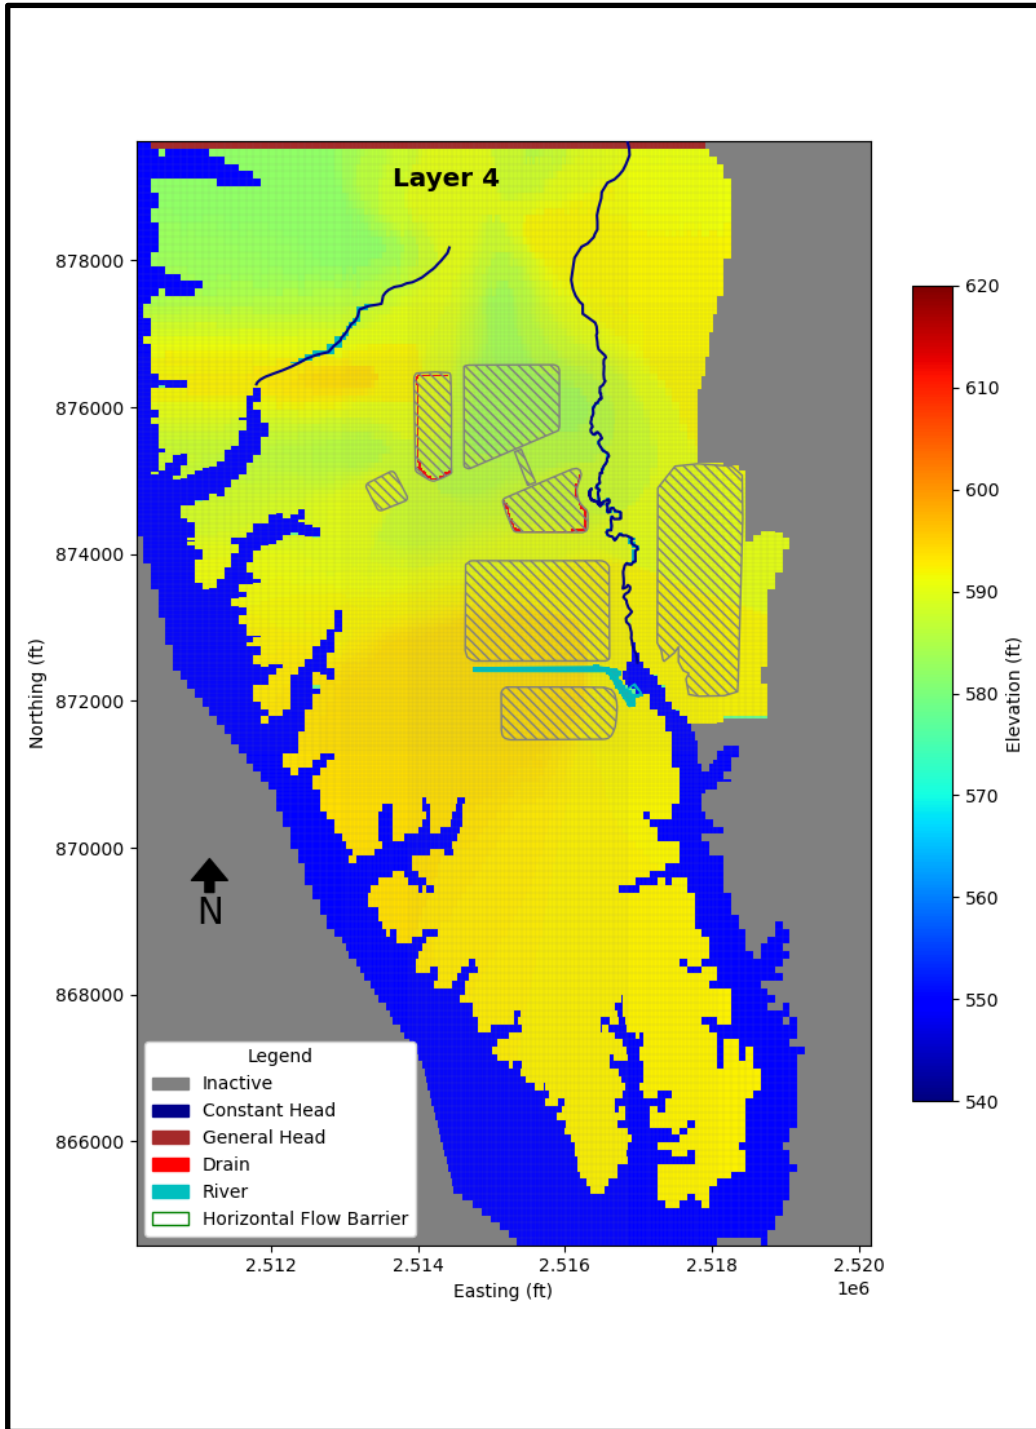 Layer 4
878000
876000
874000
872000
870000
868000
866000
Northing (ft)
N
Legend
Inactive
Constant Head
General Head
Drain
River
Horizontal Flow Barrier
2.512
2.514
2.516
2.518
2.520
1e6
Easting (ft)
620
610
600
590
580
570
560
550
540
Elevation (ft)